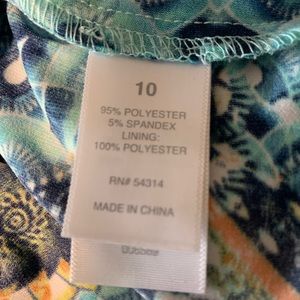 10
95% POLYESTER
5% SPANDEX
LINING:
100% POLYESTER
RN# 54314
MADE IN CHINA